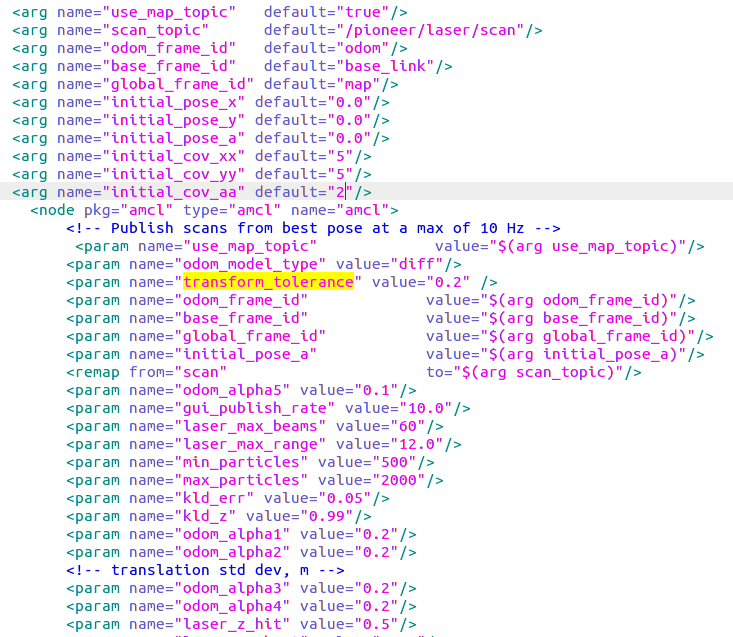 <arg name="use_map_topic"   default="true"/>
<arg name="scan_topic"      default="/pioneer/laser/scan"/>
<arg name="odom_frame_id"   default="odom"/>
<arg name="base_frame_id"   default="base_link"/>
<arg name="global_frame_id" default="map"/>
<arg name="initial_pose_x" default="0.0"/>
<arg name="initial_pose_y" default="0.0"/>
<arg name="initial_pose_a" default="0.0"/>
<arg name="initial_cov_xx" default="5"/>
<arg name="initial_cov_yy" default="5"/>
<arg name="initial_cov_aa" default="2"/>
  <node pkg="amcl" type="amcl" name="amcl">
      <!-- Publish scans from best pose at a max of 10 Hz -->
       <param name="use_map_topic"             value="$(arg use_map_topic)"/>
      <param name="odom_model_type" value="diff"/>
      <param name="transform_tolerance" value="0.2" />
      <param name="odom_frame_id"             value="$(arg odom_frame_id)"/>
      <param name="base_frame_id"             value="$(arg base_frame_id)"/>
      <param name="global_frame_id"           value="$(arg global_frame_id)"/>
      <param name="initial_pose_a"            value="$(arg initial_pose_a)"/>
      <remap from="scan"                      to="$(arg scan_topic)"/>
      <param name="odom_alpha5" value="0.1"/>
      <param name="gui_publish_rate" value="10.0"/>
      <param name="laser_max_beams" value="60"/>
      <param name="laser_max_range" value="12.0"/>
      <param name="min_particles" value="500"/>
      <param name="max_particles" value="2000"/>
      <param name="kld_err" value="0.05"/>
      <param name="kld_z" value="0.99"/>
      <param name="odom_alpha1" value="0.2"/>
      <param name="odom_alpha2" value="0.2"/>
      <!-- translation std dev, m -->
      <param name="odom_alpha3" value="0.2"/>
      <param name="odom_alpha4" value="0.2"/>
      <param name="laser_z_hit" value="0.5"/>